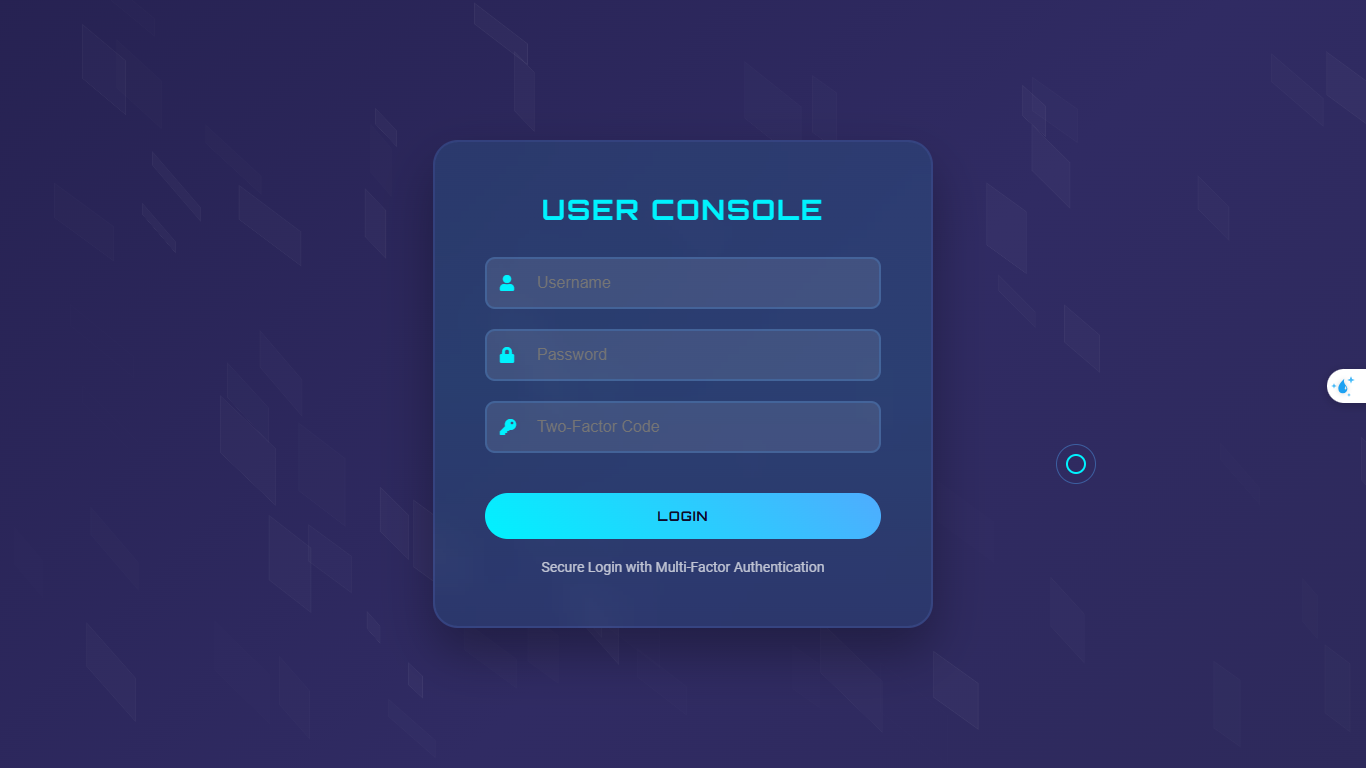 USER CONSOLE
Username
Password
Two-Factor Code
LOGIN
Secure Login with Multi-Factor Authentication